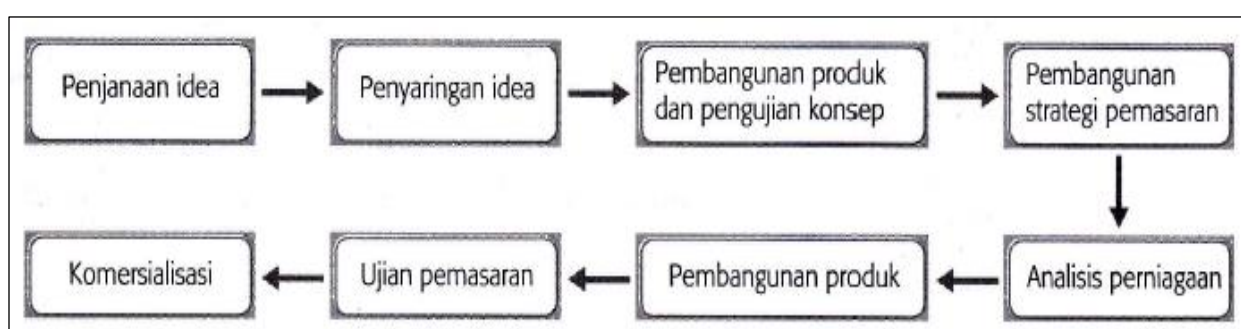 Penjanaan idea
Penyaringan idea
Pembangunan produk
dan pengujian konsep
Pembangunan
strategi pemasaran
Analisis perniagaan
Pembangunan produk
Ujian pemasaran
Komersialisasi